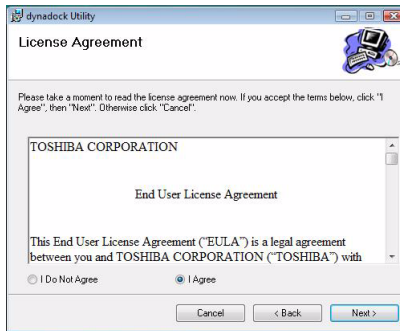 dynadock Utility
License Agreement
Please take a moment to read the license agreement now. If you accept the terms below, click "I
Agree", then "Next". Otherwise click "Cancel".
TOSHIBA CORPORATION
End User License Agreement
This End User License Agreement (“EULA”) is a legal agreement
between you and TOSHIBA CORPORATION (“TOSHIBA”) with
I Do Not Agree
I Agree
Cancel
< Back
Next >